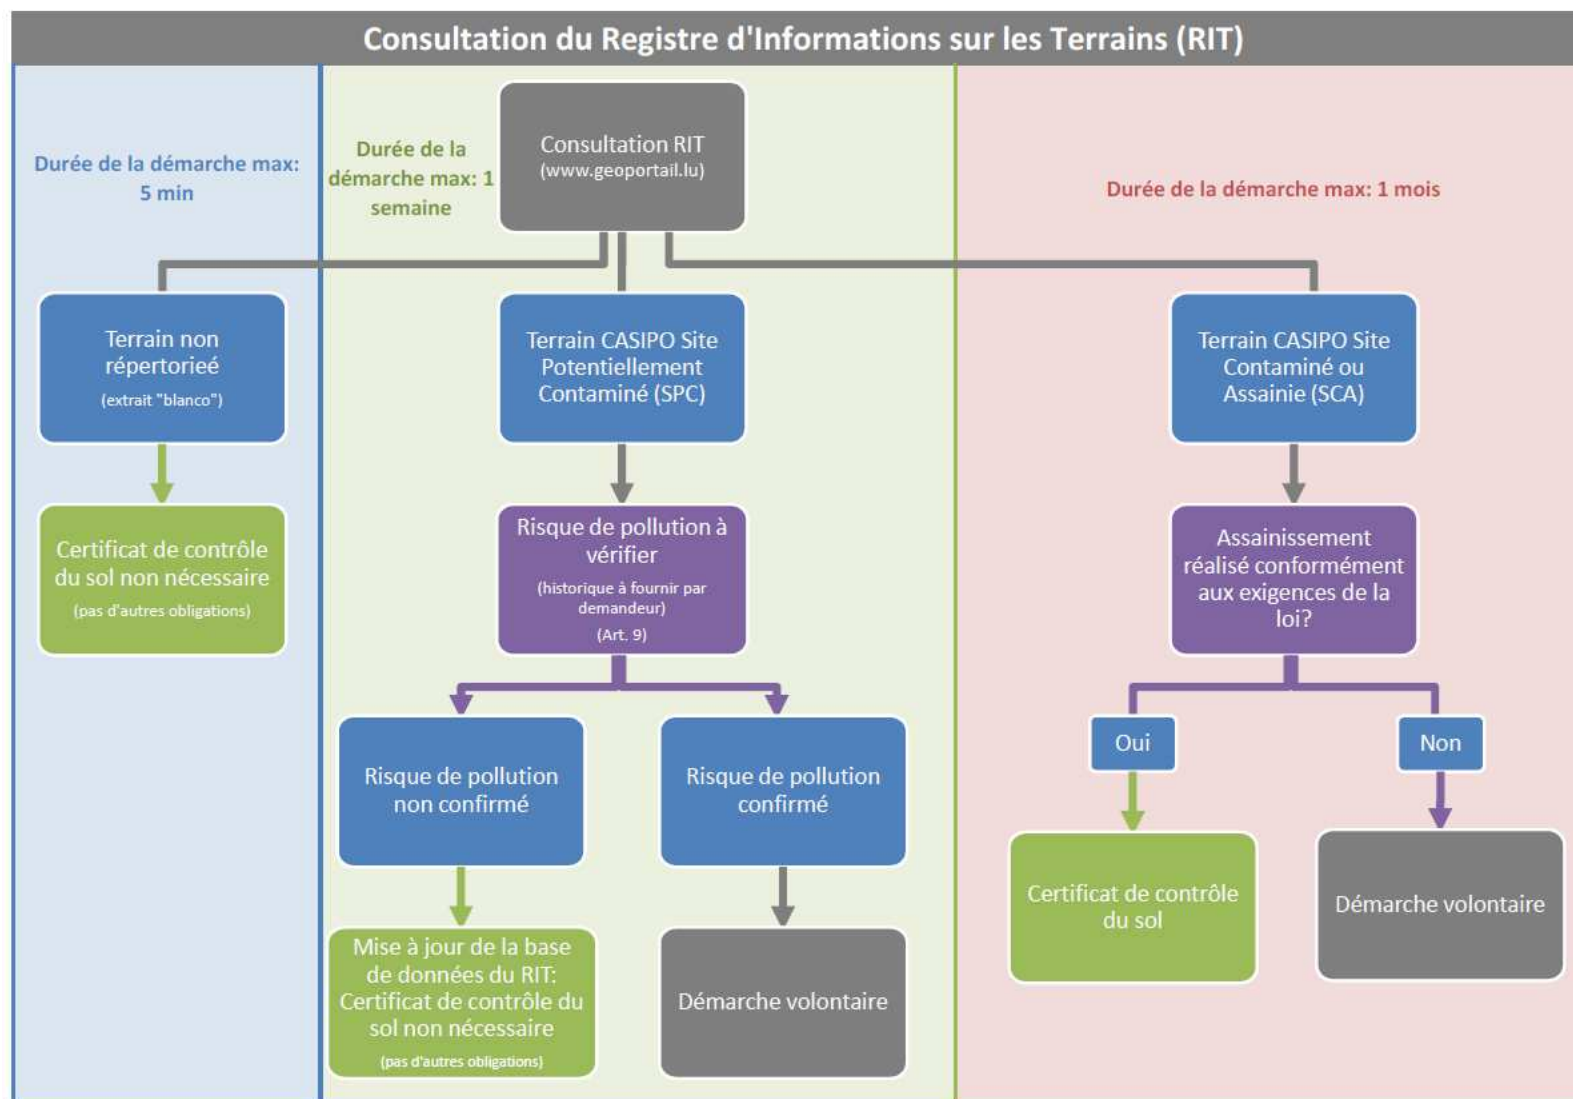 Consultation du Registre d'Informations sur les Terrains (RIT)
Durée de la démarche max:
5 min
Durée de la
démarche max: 1
semaine
Consultation RIT
(www.geoportail.lu)
Durée de la démarche max: 1 mois
Terrain non
répertorieé
(extrait "blanco")
Terrain CASIPO Site
Potentiellement
Contaminé (SPC)
Terrain CASIPO Site
Contaminé ou
Assainie (SCA)
Certificat de contrôle
du sol non nécessaire
(pas d'autres obligations)
Risque de pollution à
vérifier
(historique à fournir par
demandeur)
(Art. 9)
Assainissement
réalisé conformément
aux exigences de la
loi?
Risque de pollution
non confirmé
Risque de pollution
confirmé
Oui
Non
Mise à jour de la base
de données du RIT:
Certificat de contrôle du
sol non nécessaire
(pas d'autres obligations)
Démarche volontaire
Certificat de contrôle
du sol
Démarche volontaire